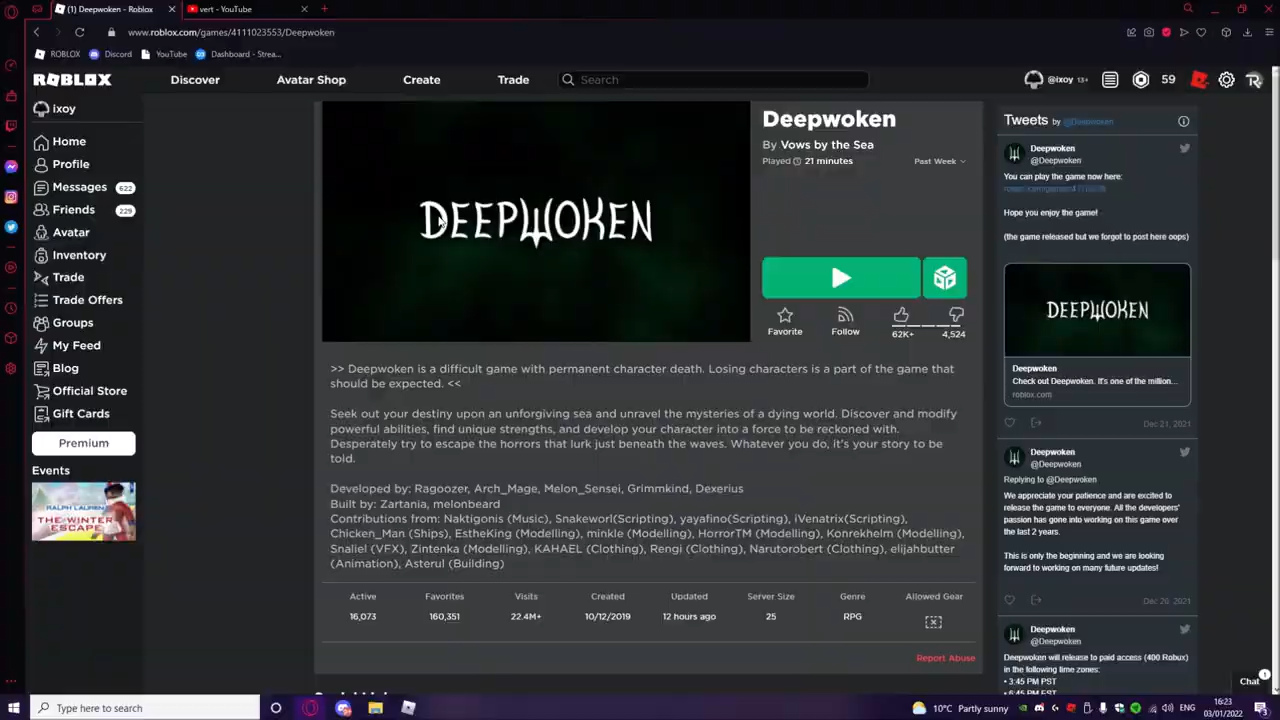 (1) Deepwoken - Roblox
vert - YouTube
www.roblox.com/games/4111023553/Deepwoken
ROBLOX
Discord
YouTube
Dashboard - Strea...
ROBLOX
Discover
Avatar Shop
Create
Trade
Search
@ixoy 13+
59
ixoy
Home
Profile
Messages 622
Friends 229
Avatar
Inventory
Trade
Trade Offers
Groups
My Feed
Blog
Official Store
Gift Cards
Premium
Events
RALPH LAUREN
THE WINTER
ESCAPE
DEEPWOKEN
Deepwoken
By Vows by the Sea
Played 21 minutes
Past Week
Favorite
Follow
62K+
4,524
>> Deepwoken is a difficult game with permanent character death. Losing characters is a part of the game that
should be expected. <<
Seek out your destiny upon an unforgiving sea and unravel the mysteries of a dying world. Discover and modify
powerful abilities, find unique strengths, and develop your character into a force to be reckoned with.
Desperately try to escape the horrors that lurk just beneath the waves. Whatever you do, it's your story to be
told.
Developed by: Ragoozer, Arch_Mage, Melon_Sensei, Grimmkind, Dexerius
Built by: Zartania, melonbeard
Contributions from: Naktigonis (Music), Snakeworl(Scripting), yayafino(Scripting), iVenatrix(Scripting),
Chicken_Man (Ships), EstheKing (Modelling), minkle (Modelling), HorrorTM (Modelling), Konrekhelm (Modelling),
Snaliel (VFX), Zintenka (Modelling), KAHAEL (Clothing), Rengi (Clothing), Narutorobert (Clothing), elijahbutter
(Animation), Asterul (Building)
Active
Favorites
Visits
Created
Updated
Server Size
Genre
Allowed Gear
16,073
160,351
22.4M+
10/12/2019
12 hours ago
25
RPG
Report Abuse
Tweets by @Deepwoken
Deepwoken
@Deepwoken
You can play the game now here:
Hope you enjoy the game!
(the game released but we forgot to post here oops)
DEEPWOKEN
Deepwoken
Check out Deepwoken. It's one of the million...
roblox.com
Dec 21, 2021
Deepwoken
@Deepwoken
Replying to @Deepwoken
We appreciate your patience and are excited to
release the game to everyone. All the developers'
passion has gone into working on this game over
the last 2 years.
This is only the beginning and we are looking
forward to working on many future updates!
Dec 20, 2021
Deepwoken
@Deepwoken
Deepwoken will release to paid access (400 Robux)
in the following time zones:
• 3:45 PM PST
• 6:45 PM EST
Chat 1
Type here to search
10°C Partly sunny
ENG
16:23
03/01/2022
3